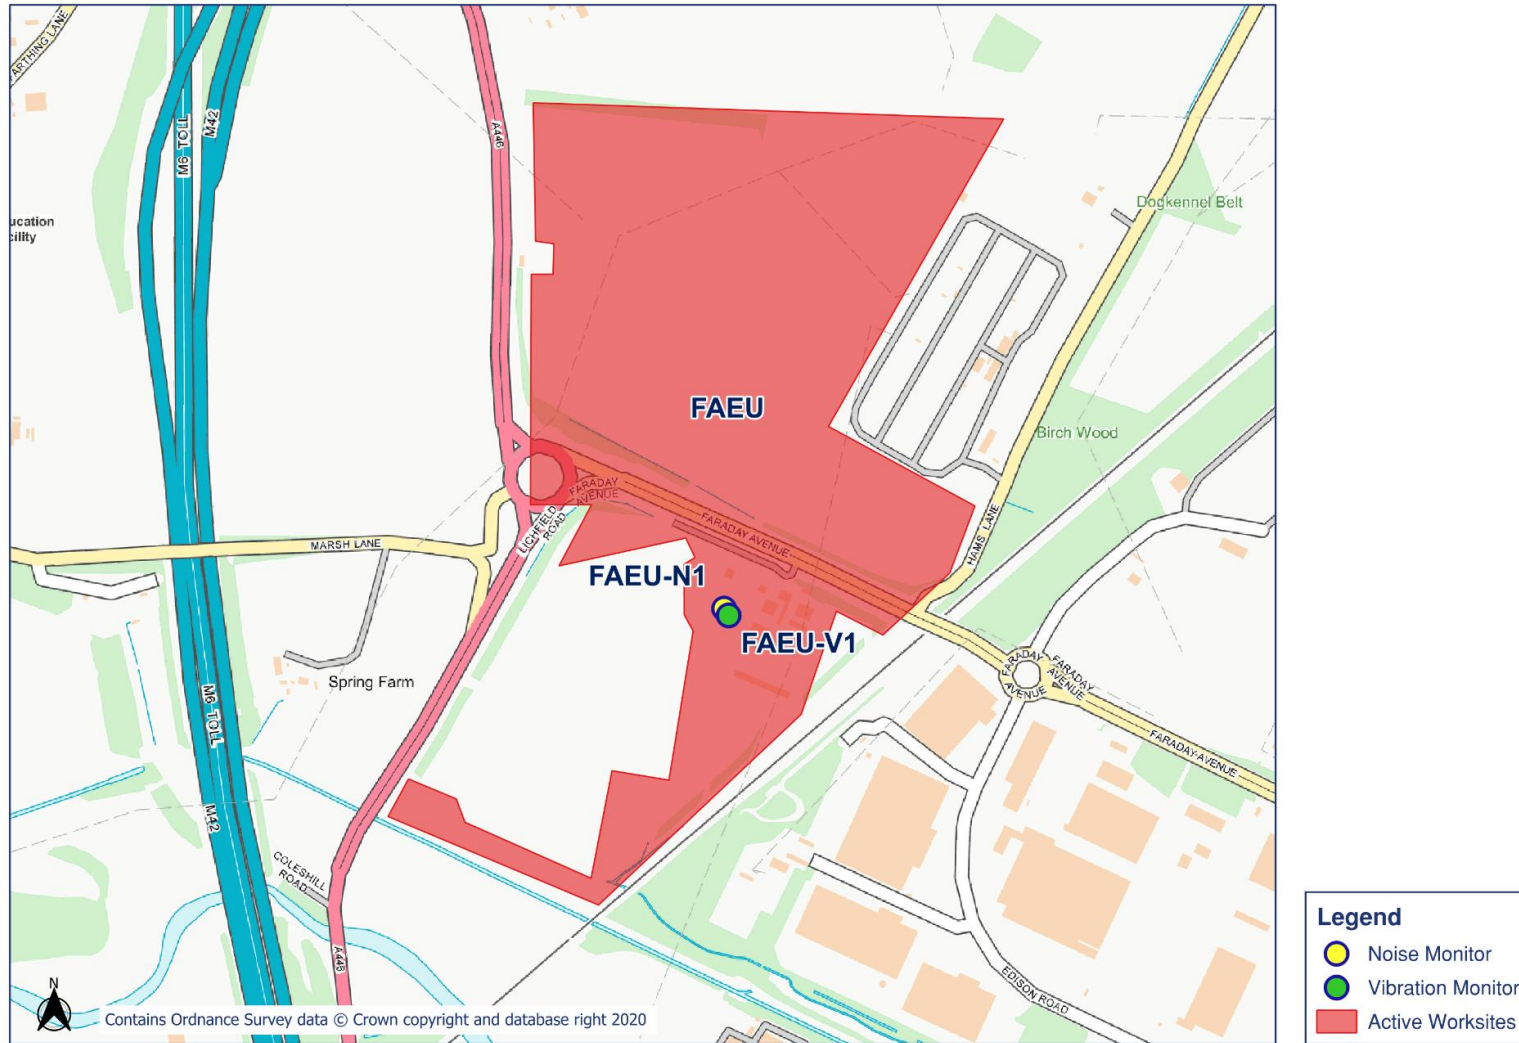 ARTHING LANE
M6 TOLL
M42
A446
ucation
cility
Dogkennel Belt
FAEU
Birch Wood
FARADAY
AVENUE
FARADAY AVENUE
LICHFIELD
ROAD
HAMS LANE
MARSH LANE
FAEU-N1
FAEU-V1
Spring Farm
FARADAY
AVENUE
FARADAY
AVENUE
FARADAY AVENUE
M6 TOLL
M42
COLESHILL
ROAD
A446
EDISON ROAD
N
Contains Ordnance Survey data © Crown copyright and database right 2020
Legend
Noise Monitor
Vibration Monitor
Active Worksites